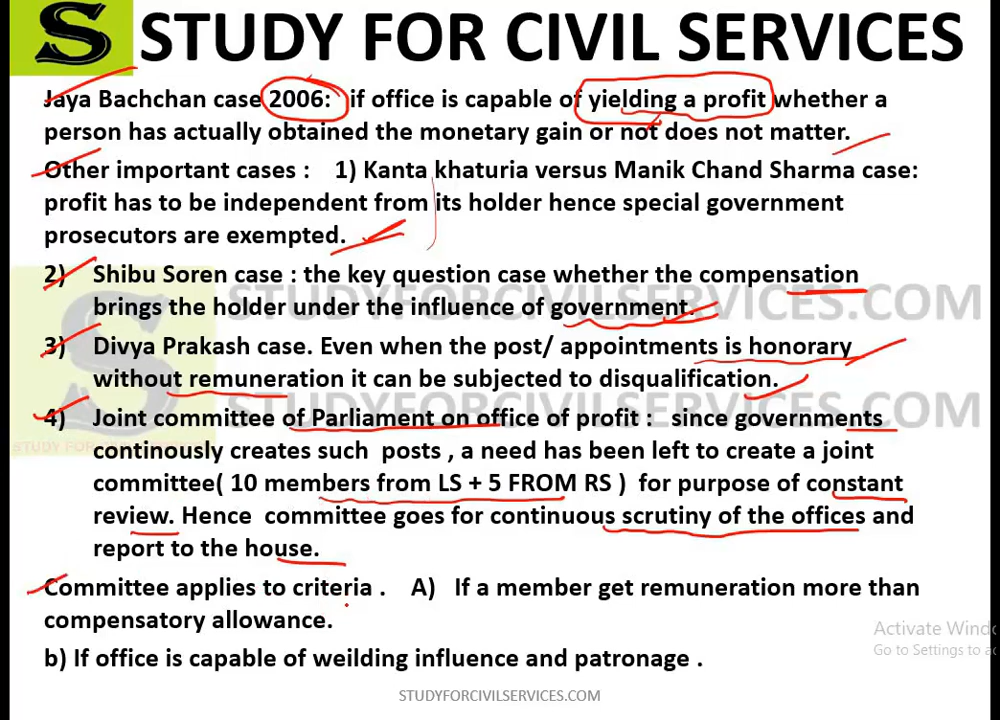 S STUDY FOR CIVIL SERVICES
Jaya Bachchan case 2006: if office is capable of yielding a profit whether a
person has actually obtained the monetary gain or not does not matter.
Other important cases : 1) Kanta khaturia versus Manik Chand Sharma case:
profit has to be independent from its holder hence special government
prosecutors are exempted.
2) Shibu Soren case : the key question case whether the compensation
brings the holder under the influence of government.
STUDYFORCIVILSERVICES.COM
3) Divya Prakash case. Even when the post/ appointments is honorary
without remuneration it can be subjected to disqualification.
STUDYFORCIVILSERVICES.COM
4) Joint committee of Parliament on office of profit : since governments
STUDY FOR
continously creates such posts , a need has been left to create a joint
committee( 10 members from LS + 5 FROM RS ) for purpose of constant
review. Hence committee goes for continuous scrutiny of the offices and
report to the house.
Committee applies to criteria . A) If a member get remuneration more than
compensatory allowance.
Activate Wind
Go to Settings to a
b) If office is capable of weilding influence and patronage .
STUDYFORCIVILSERVICES.COM